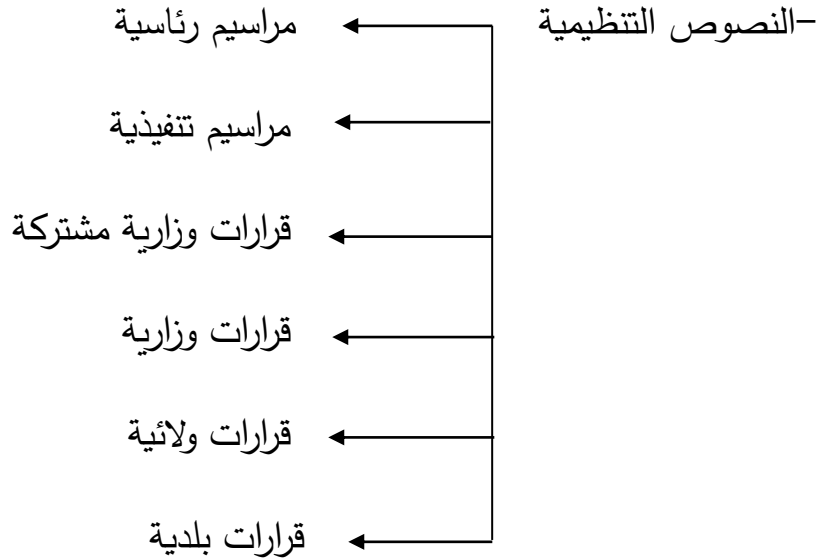 -النصوص التنظيمية
مراسيم رئاسية
مراسيم تنفيذية
قرارات وزارية مشتركة
قرارات وزارية
قرارات ولائية
قرارات بلدية